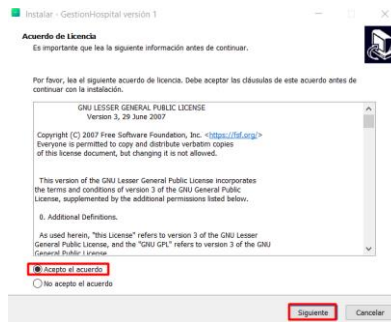 Instalar - GestionHospital versión 1
Acuerdo de Licencia
Es importante que lea la siguiente información antes de continuar.
Por favor, lea el siguiente acuerdo de licencia. Debe aceptar las cláusulas de este acuerdo antes de
continuar con la instalación.
GNU LESSER GENERAL PUBLIC LICENSE
Version 3, 29 June 2007
Copyright (C) 2007 Free Software Foundation, Inc. <https://fsf.org/>
Everyone is permitted to copy and distribute verbatim copies
of this license document, but changing it is not allowed.
This version of the GNU Lesser General Public License incorporates
the terms and conditions of version 3 of the GNU General Public
License, supplemented by the additional permissions listed below.
0. Additional Definitions.
As used herein, "this License" refers to version 3 of the GNU Lesser
General Public License, and the "GNU GPL" refers to version 3 of the GNU
General Public License.
Acepto el acuerdo
No acepto el acuerdo
Siguiente
Cancelar